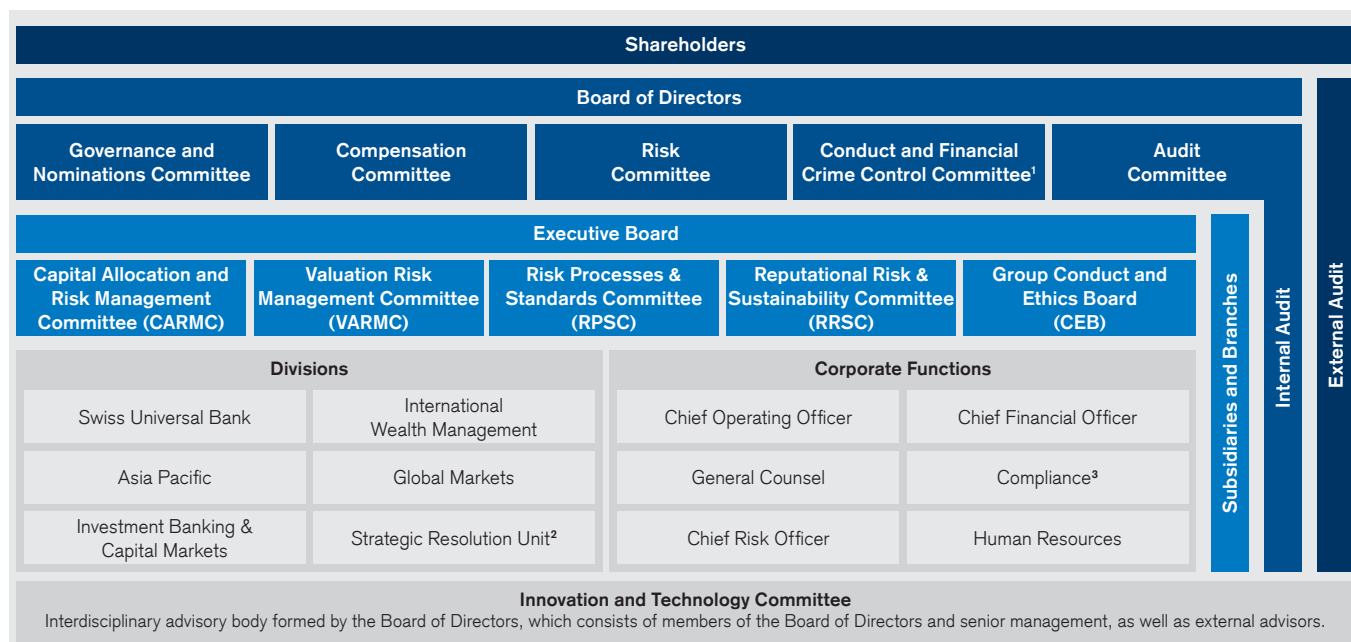 Shareholders
Board of Directors
Governance and
Nominations Committee
Compensation
Committee
Risk
Committee
Conduct and Financial
Crime Control Committee¹
Audit
Committee
Executive Board
Capital Allocation and
Risk Management
Committee (CARMC)
Valuation Risk
Management Committee
(VARMC)
Risk Processes &
Standards Committee
(RPSC)
Reputational Risk &
Sustainability Committee
(RRSC)
Group Conduct and
Ethics Board
(CEB)
Divisions
Swiss Universal Bank
International
Wealth Management
Asia Pacific
Global Markets
Investment Banking &
Capital Markets
Strategic Resolution Unit²
Corporate Functions
Chief Operating Officer
Chief Financial Officer
General Counsel
Compliance³
Chief Risk Officer
Human Resources
Subsidiaries and Branches
Internal Audit
External Audit
Innovation and Technology Committee
Interdisciplinary advisory body formed by the Board of Directors, which consists of members of the Board of Directors and senior management, as well as external advisors.